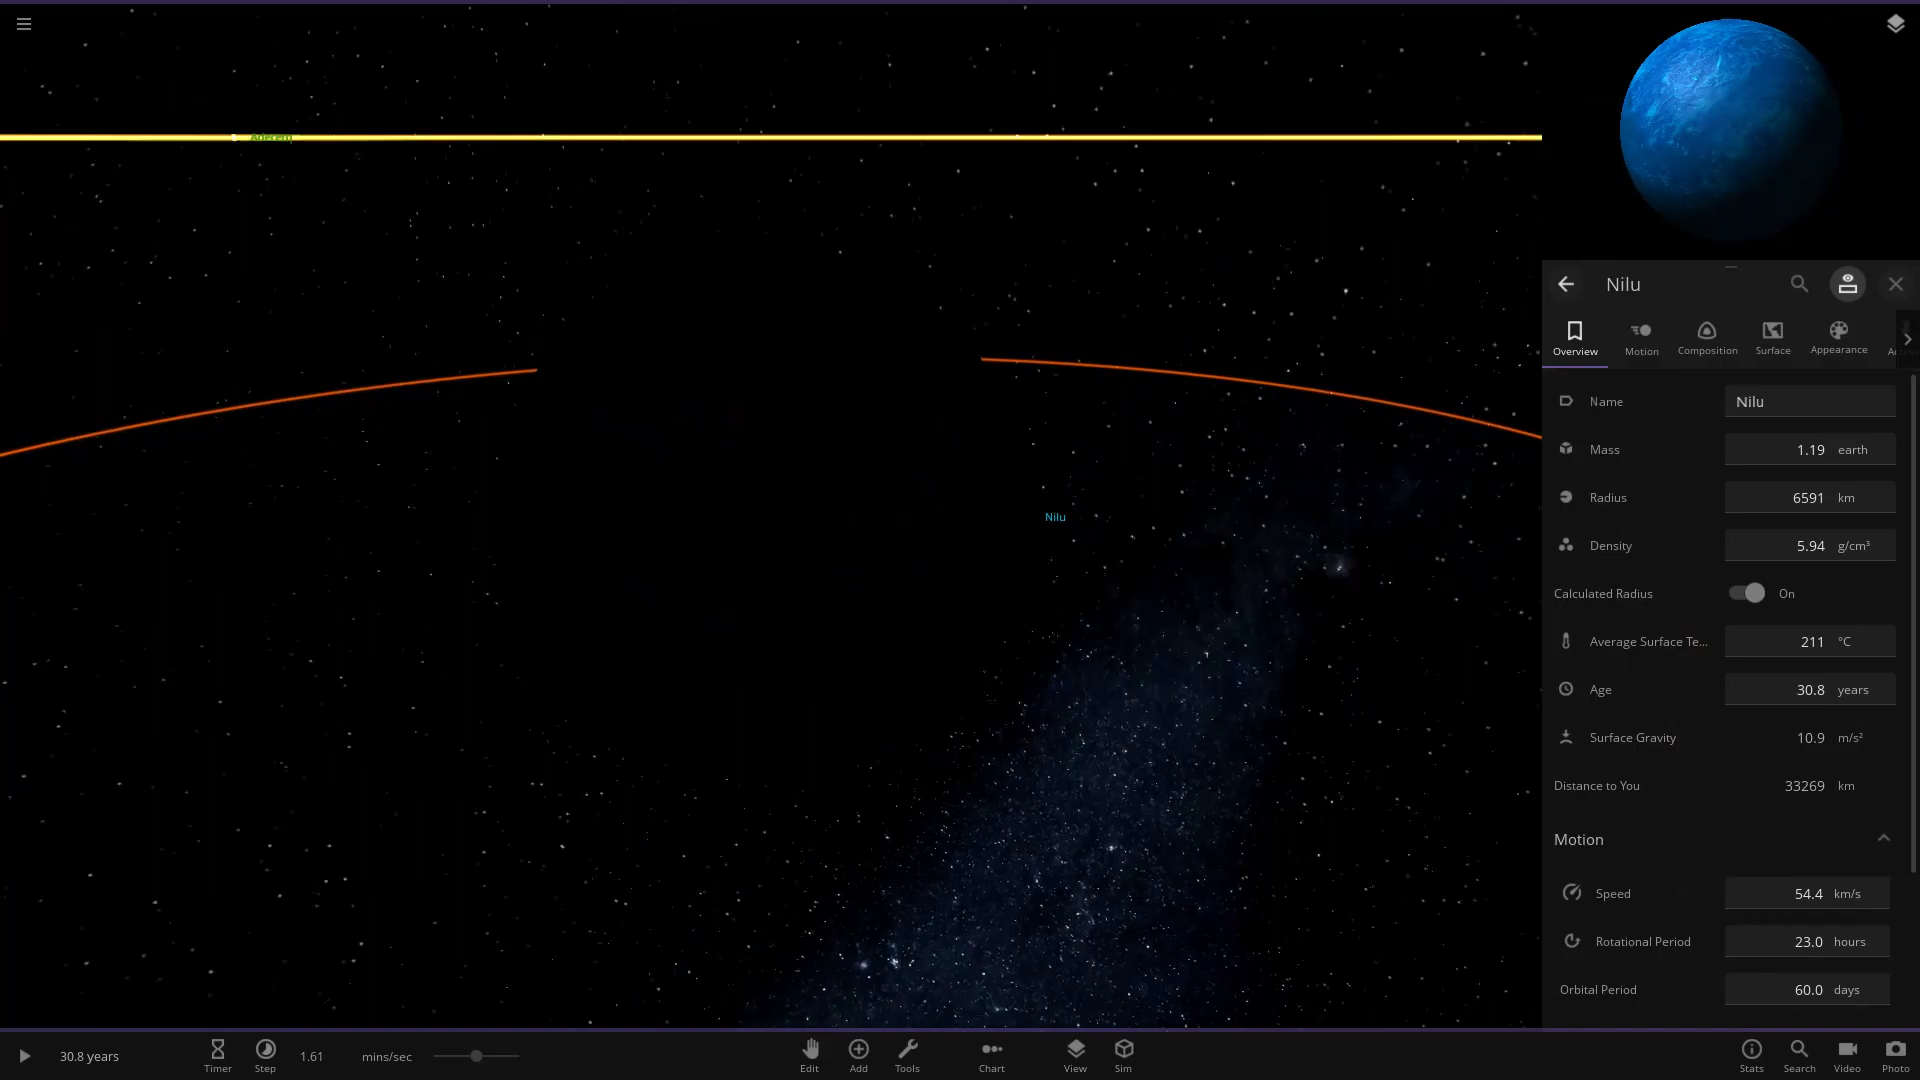 Adecero
Nilu
Nilu
Overview
Motion
Composition
Surface
Appearance
Name
Nilu
Mass
1.19 earth
Radius
6591 km
Density
5.94 g/cm³
Calculated Radius
On
Average Surface Te...
211 °C
Age
30.8 years
Surface Gravity
10.9 m/s²
Distance to You
33269 km
Motion
Speed
54.4 km/s
Rotational Period
23.0 hours
Orbital Period
60.0 days
30.8 years
Timer
Step
1.61 mins/sec
Edit
Add
Tools
Chart
View
Sim
Stats
Search
Video
Photo